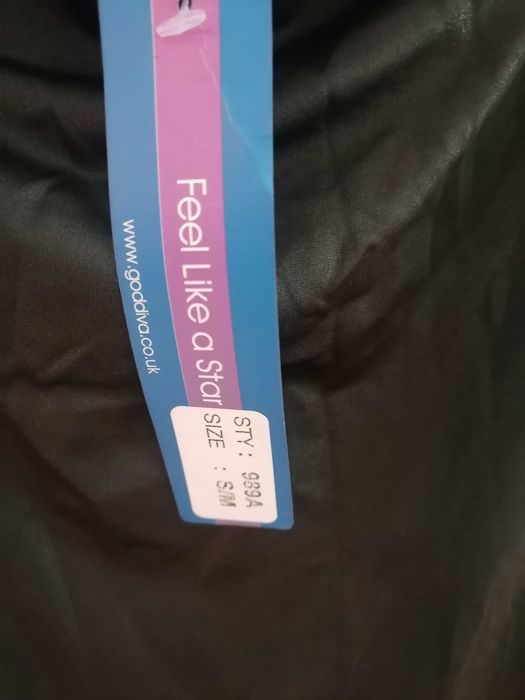 Feel Like a Star
www.goddiva.co.uk
STY : 989A
SIZE : S/M